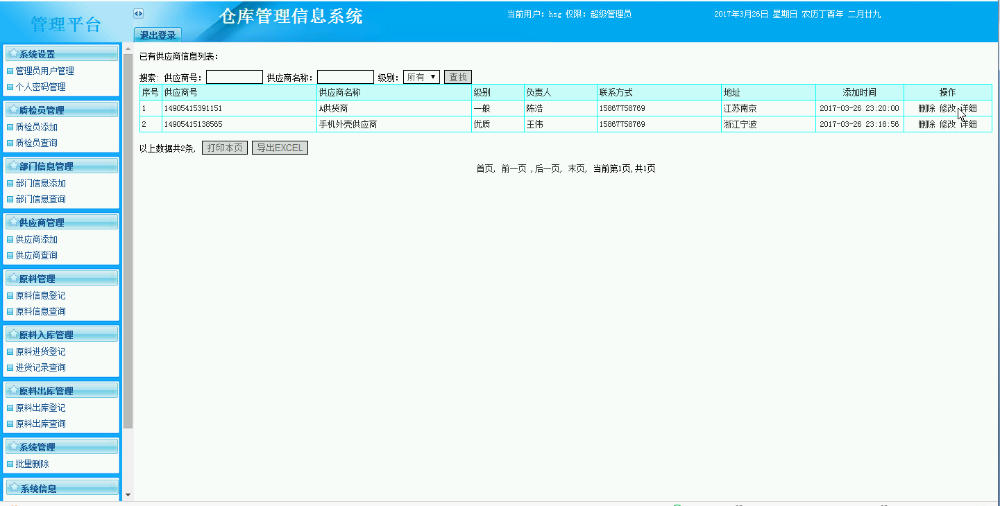 管理平台
仓库管理信息系统
当前用户: hsg 权限: 超级管理员
2017年3月26日 星期日 农历丁酉年 二月廿九
退出登录
系统设置
管理员用户管理
个人密码管理
质检员管理
质检员添加
质检员查询
部门信息管理
部门信息添加
部门信息查询
供应商管理
供应商添加
供应商查询
原料管理
原料信息登记
原料信息查询
原料入库管理
原料进货登记
进货记录查询
原料出库管理
原料出库登记
原料出库查询
系统管理
批量删除
系统信息
已有供应商信息列表:
搜索: 供应商号: 供应商名称: 级别: 所有 查找
序号 供应商号 供应商名称 级别 负责人 联系方式 地址 添加时间 操作
1 14905415391151 A供货商 一般 陈浩 15867758769 江苏南京 2017-03-26 23:20:00 删除 修改 详细
2 14905415138565 手机外壳供应商 优质 王伟 15867758769 浙江宁波 2017-03-26 23:18:56 删除 修改 详细
以上数据共2条, 打印本页 导出EXCEL
首页, 前一页 ,后一页, 末页, 当前第1页,共1页